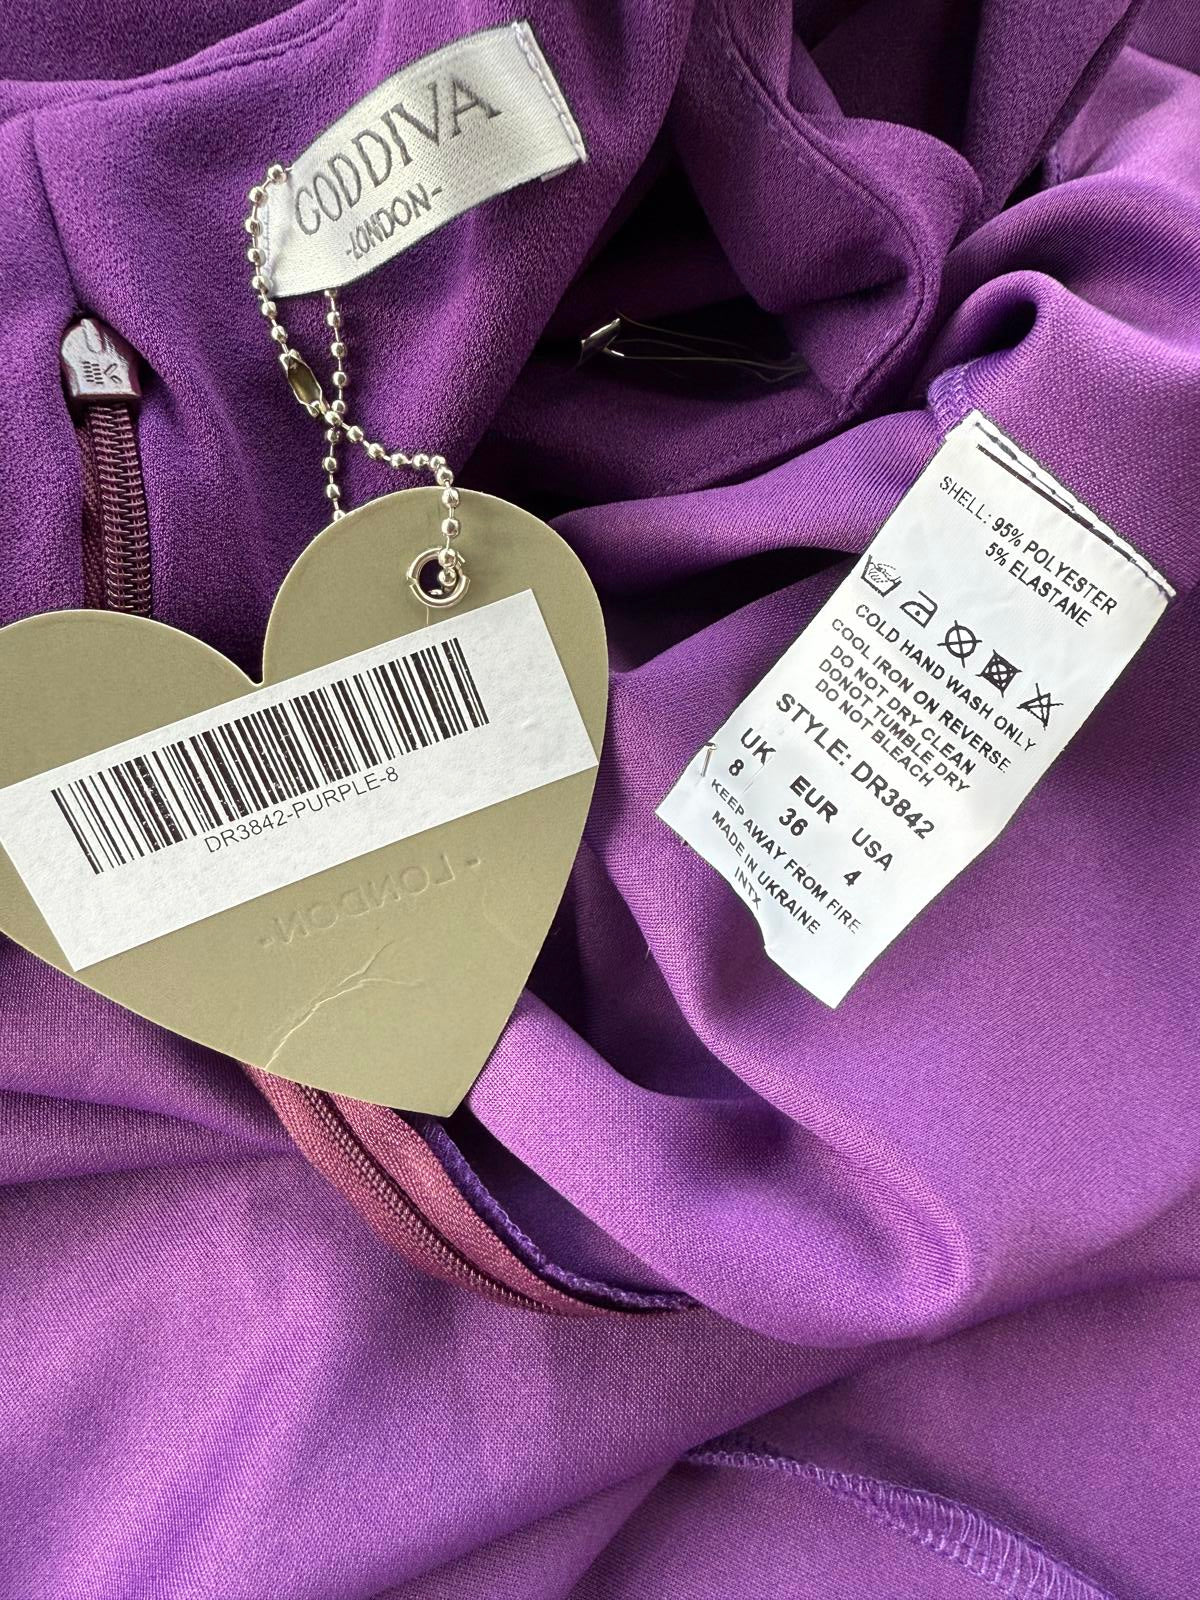 GODDIVA
-LONDON-
DR3842-PURPLE-8
- LONDON -
SHELL: 95% POLYESTER
5% ELASTANE
COLD HAND WASH ONLY
COOL IRON ON REVERSE
DO NOT DRY CLEAN
DONOT TUMBLE DRY
DO NOT BLEACH
STYLE: DR3842
UK EUR USA
8 36 4
KEEP AWAY FROM FIRE
MADE IN UKRAINE
INTX